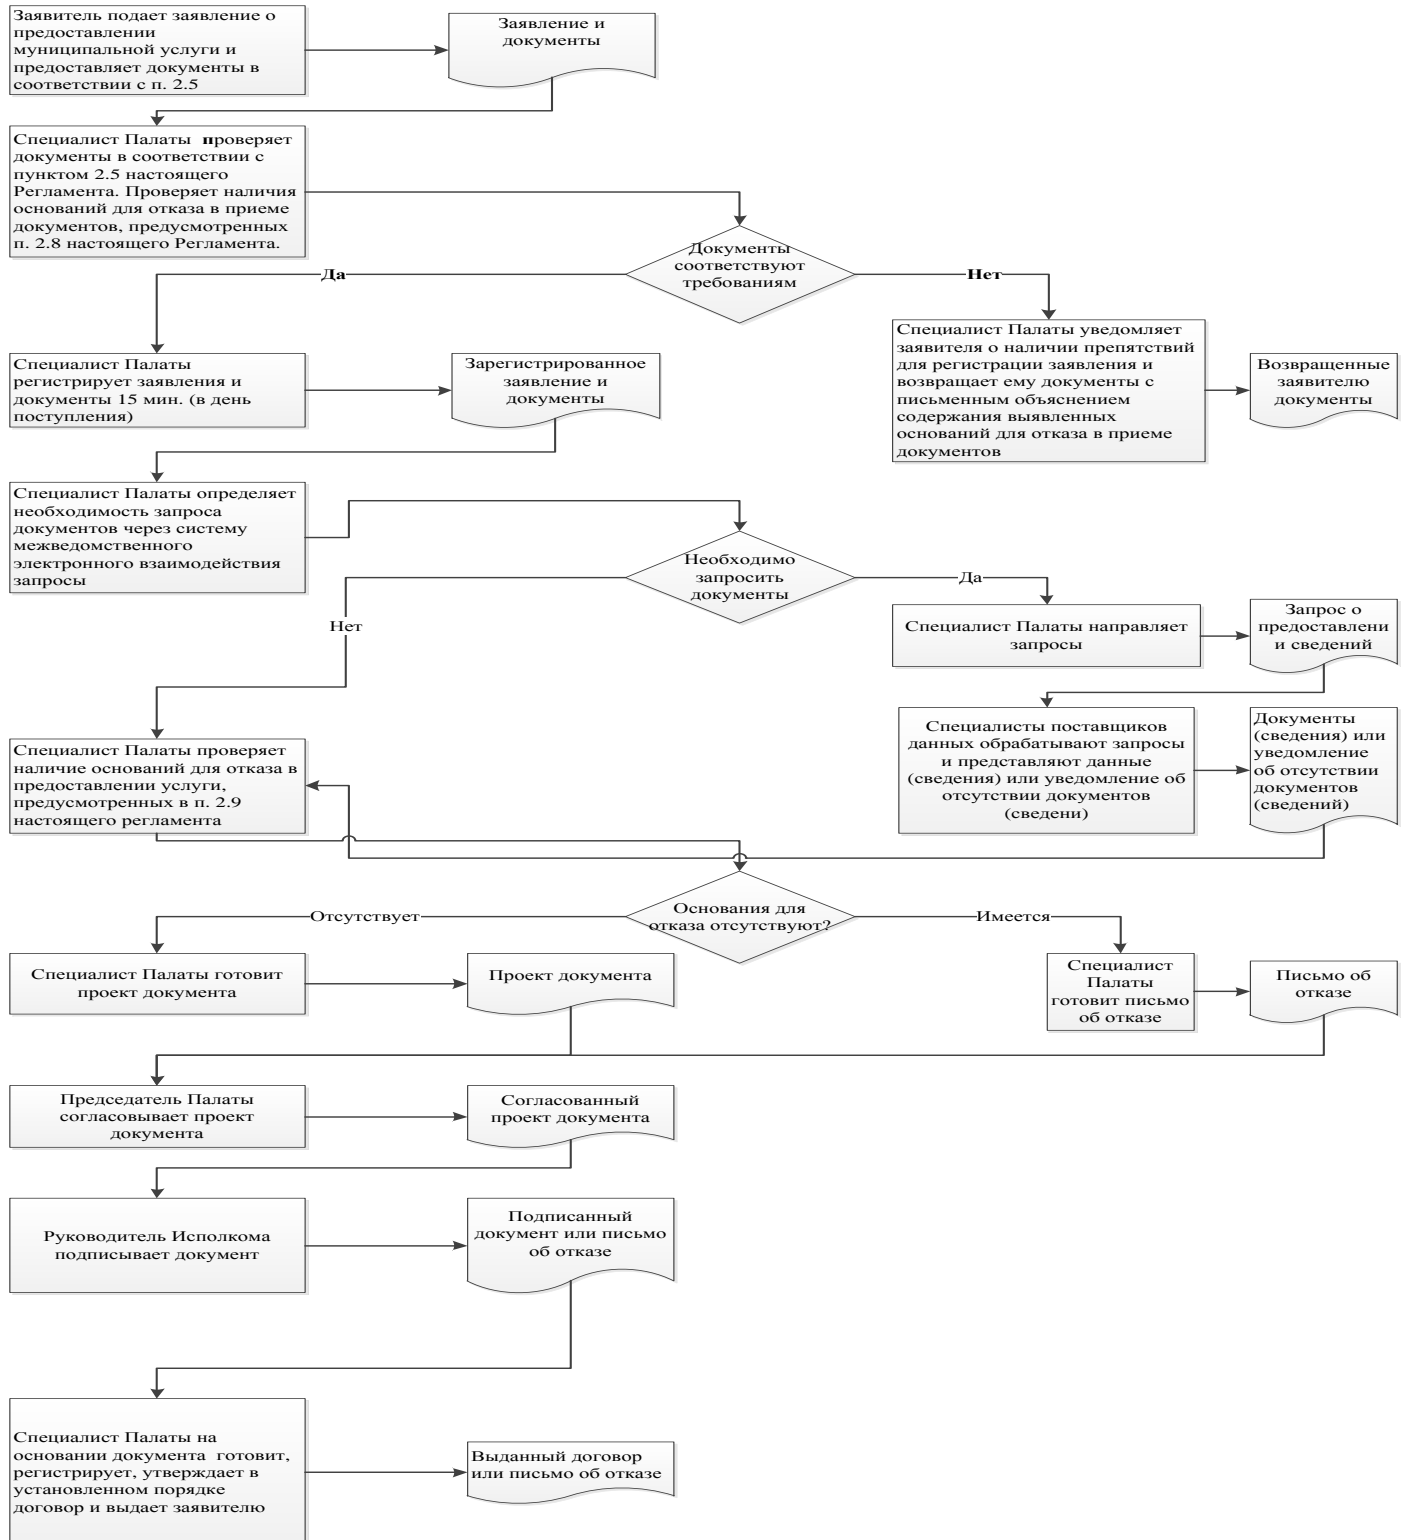 Заявитель подает заявление о
предоставлении
муниципальной услуги и
предоставляет документы в
соответствии с п. 2.5
Заявление и
документы
Специалист Палаты  проверяет
документы в соответствии с
пунктом 2.5 настоящего
Регламента. Проверяет наличия
оснований для отказа в приеме
документов, предусмотренных
п. 2.8 настоящего Регламента.
Документы
соответствуют
требованиям
Да
Нет
Специалист Палаты
регистрирует заявления и
документы 15 мин. (в день
поступления)
Зарегистрированное
заявление и
документы
Специалист Палаты уведомляет
заявителя о наличии препятствий
для регистрации заявления и
возвращает ему документы с
письменным объяснением
содержания выявленных
оснований для отказа в приеме
документов
Возвращенные
заявителю
документы
Специалист Палаты определяет
необходимость запроса
документов через систему
межведомственного
электронного взаимодействия
запросы
Необходимо
запросить
документы
Да
Нет
Специалист Палаты направляет
запросы
Запрос о
предоставлени
и сведений
Специалист Палаты проверяет
наличие оснований для отказа в
предоставлении услуги,
предусмотренных в п. 2.9
настоящего регламента
Специалисты поставщиков
данных обрабатывают запросы
и представляют данные
(сведения) или уведомление об
отсутствии документов
(сведени)
Документы
(сведения) или
уведомление
об отсутствии
документов
(сведений)
Основания для
отказа отсутствуют?
Отсутствует
Имеется
Специалист Палаты готовит
проект документа
Проект документа
Специалист
Палаты
готовит письмо
об отказе
Письмо об
отказе
Председатель Палаты
согласовывает проект
документа
Согласованный
проект документа
Руководитель Исполкома
подписывает документ
Подписанный
документ или письмо
об отказе
Специалист Палаты на
основании документа  готовит,
регистрирует, утверждает в
установленном порядке
договор и выдает заявителю
Выданный договор
или письмо об отказе